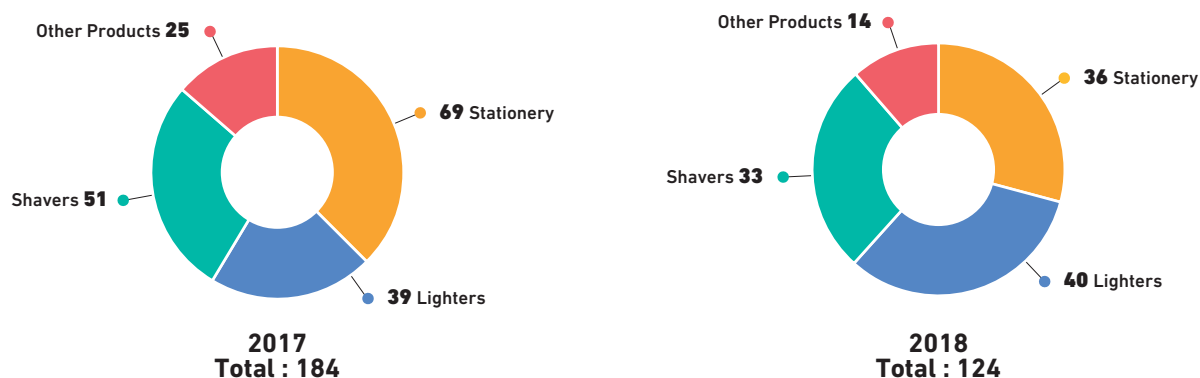 Other Products 25
69 Stationery
Shavers 51
39 Lighters
2017
Total : 184
Other Products 14
36 Stationery
Shavers 33
40 Lighters
2018
Total : 124